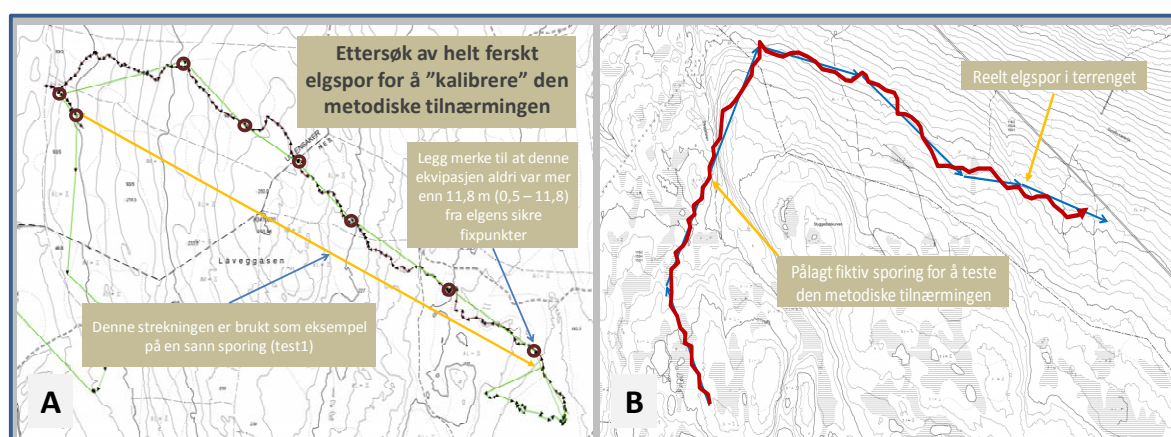 Ettersøk av helt ferskt
elgspor for å ”kalibrere” den
metodiske tilnærmingen
Legg merke til at denne
ekvipasjen aldri var mer
enn 11,8 m (0,5 – 11,8)
fra elgens sikre
fixpunkter
Laveggåsen
Denne strekningen er brukt som eksempel
på en sann sporing (test1)
A
Reelt elgspor i terrenget
Pålagt fiktiv sporing for å teste
den metodiske tilnærmingen
B